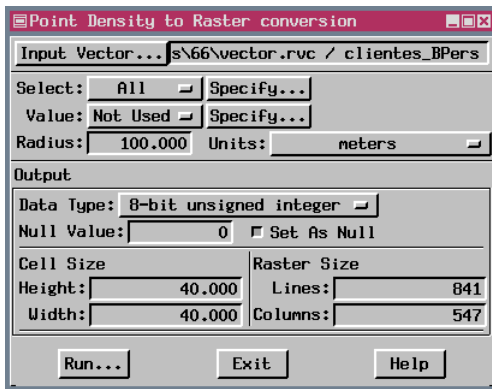 Point Density to Raster conversion
Input Vector... s\66\vector.rvc / clientes_BPers
Select: All Specify...
Value: Not Used Specify...
Radius: 100.000 Units: meters
Output
Data Type: 8-bit unsigned integer
Null Value: 0 Set As Null
Cell Size Raster Size
Height: 40.000 Lines: 841
Width: 40.000 Columns: 547
Run... Exit Help